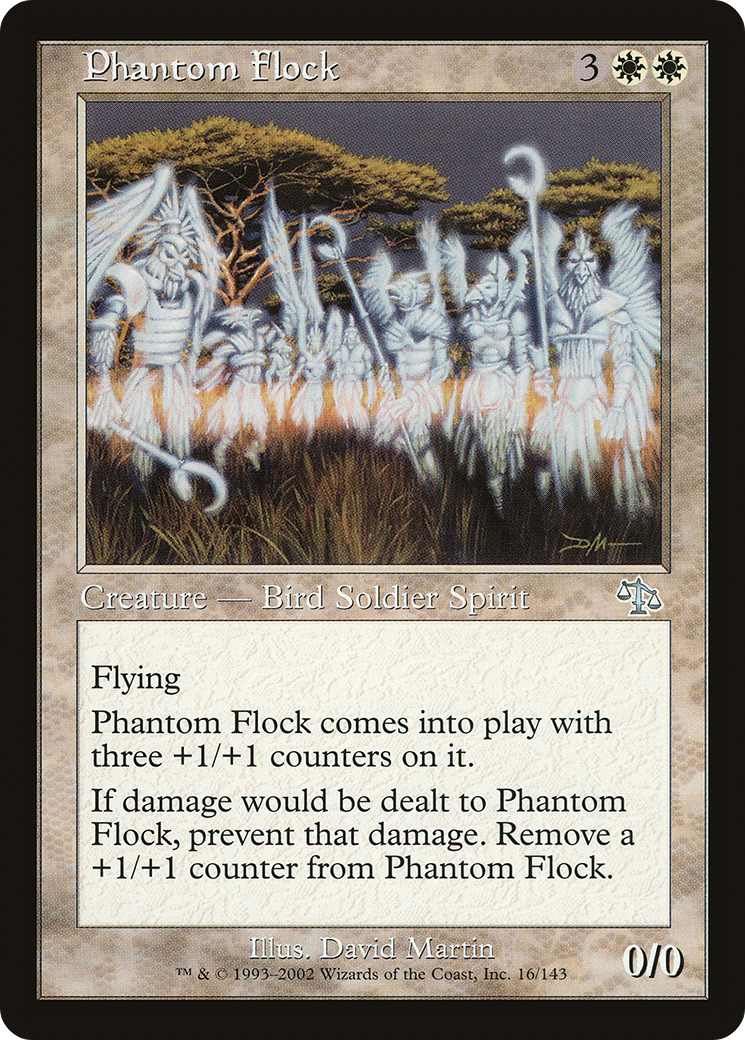 Phantom Flock 3
DM
Creature — Bird Soldier Spirit
Flying
Phantom Flock comes into play with
three +1/+1 counters on it.
If damage would be dealt to Phantom
Flock, prevent that damage. Remove a
+1/+1 counter from Phantom Flock.
Illus. David Martin
™ & © 1993–2002 Wizards of the Coast, Inc. 16/143
0/0